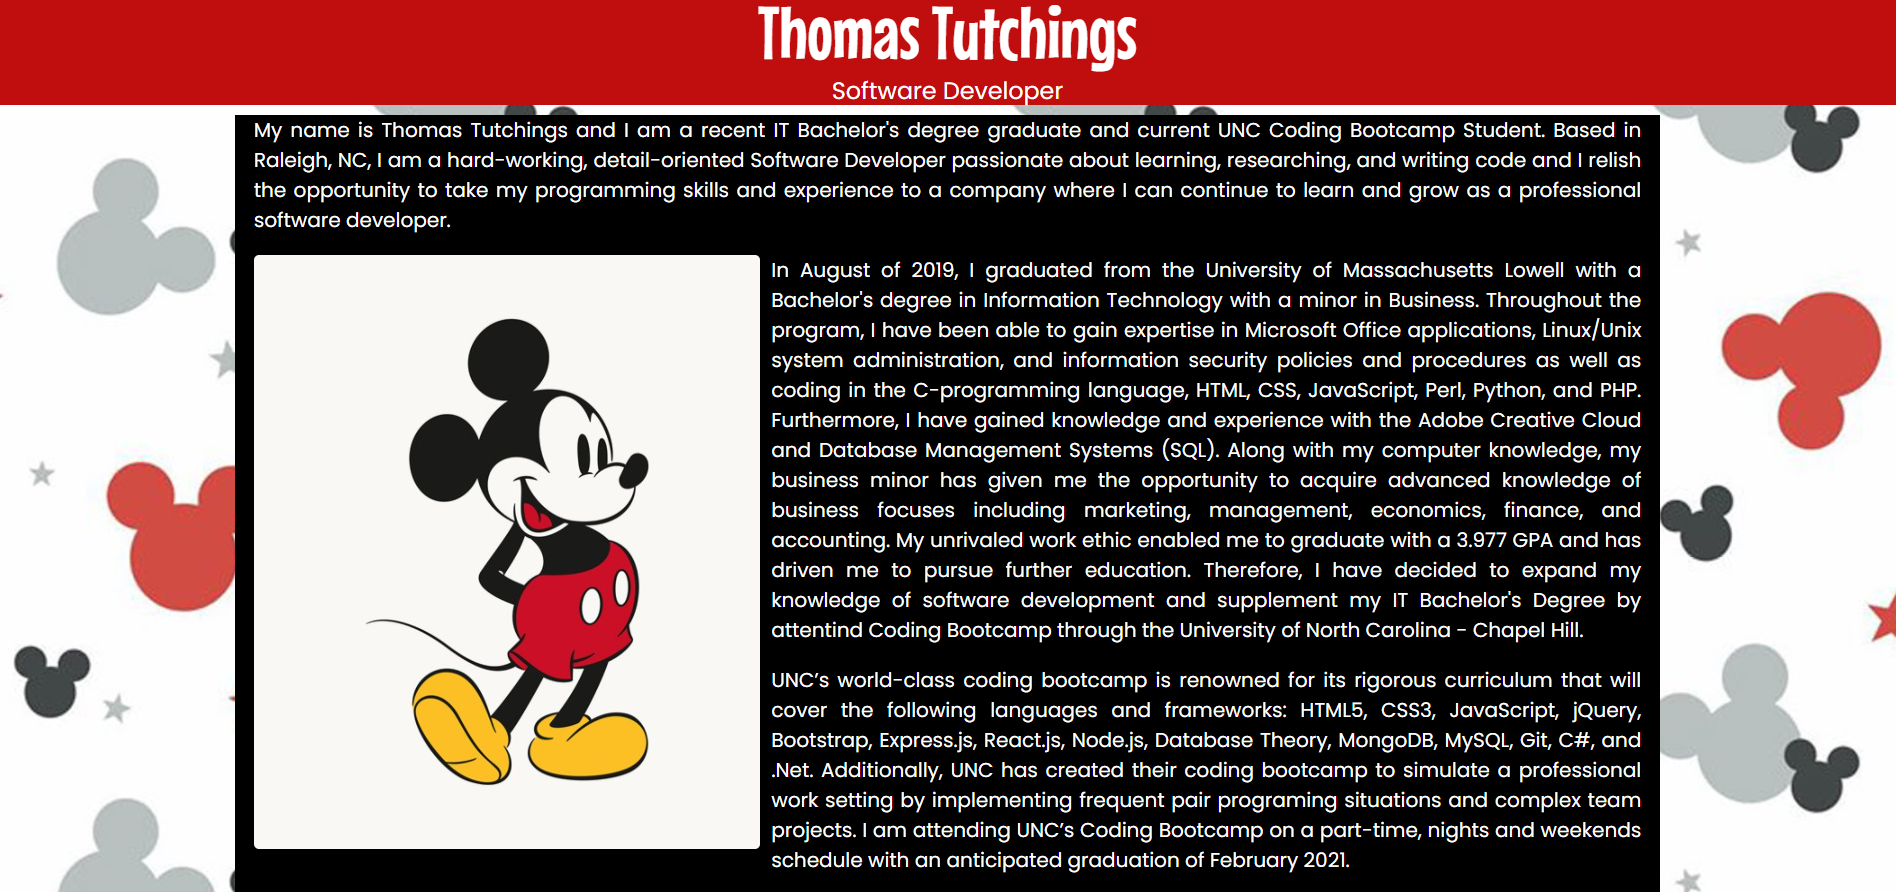 Thomas Tutchings
Software Developer
My name is Thomas Tutchings and I am a recent IT Bachelor's degree graduate and current UNC Coding Bootcamp Student. Based in
Raleigh, NC, I am a hard-working, detail-oriented Software Developer passionate about learning, researching, and writing code and I relish
the opportunity to take my programming skills and experience to a company where I can continue to learn and grow as a professional
software developer.
In August of 2019, I graduated from the University of Massachusetts Lowell with a
Bachelor's degree in Information Technology with a minor in Business. Throughout the
program, I have been able to gain expertise in Microsoft Office applications, Linux/Unix
system administration, and information security policies and procedures as well as
coding in the C-programming language, HTML, CSS, JavaScript, Perl, Python, and PHP.
Furthermore, I have gained knowledge and experience with the Adobe Creative Cloud
and Database Management Systems (SQL). Along with my computer knowledge, my
business minor has given me the opportunity to acquire advanced knowledge of
business focuses including marketing, management, economics, finance, and
accounting. My unrivaled work ethic enabled me to graduate with a 3.977 GPA and has
driven me to pursue further education. Therefore, I have decided to expand my
knowledge of software development and supplement my IT Bachelor's Degree by
attentind Coding Bootcamp through the University of North Carolina - Chapel Hill.
UNC’s world-class coding bootcamp is renowned for its rigorous curriculum that will
cover the following languages and frameworks: HTML5, CSS3, JavaScript, jQuery,
Bootstrap, Express.js, React.js, Node.js, Database Theory, MongoDB, MySQL, Git, C#, and
.Net. Additionally, UNC has created their coding bootcamp to simulate a professional
work setting by implementing frequent pair programing situations and complex team
projects. I am attending UNC’s Coding Bootcamp on a part-time, nights and weekends
schedule with an anticipated graduation of February 2021.